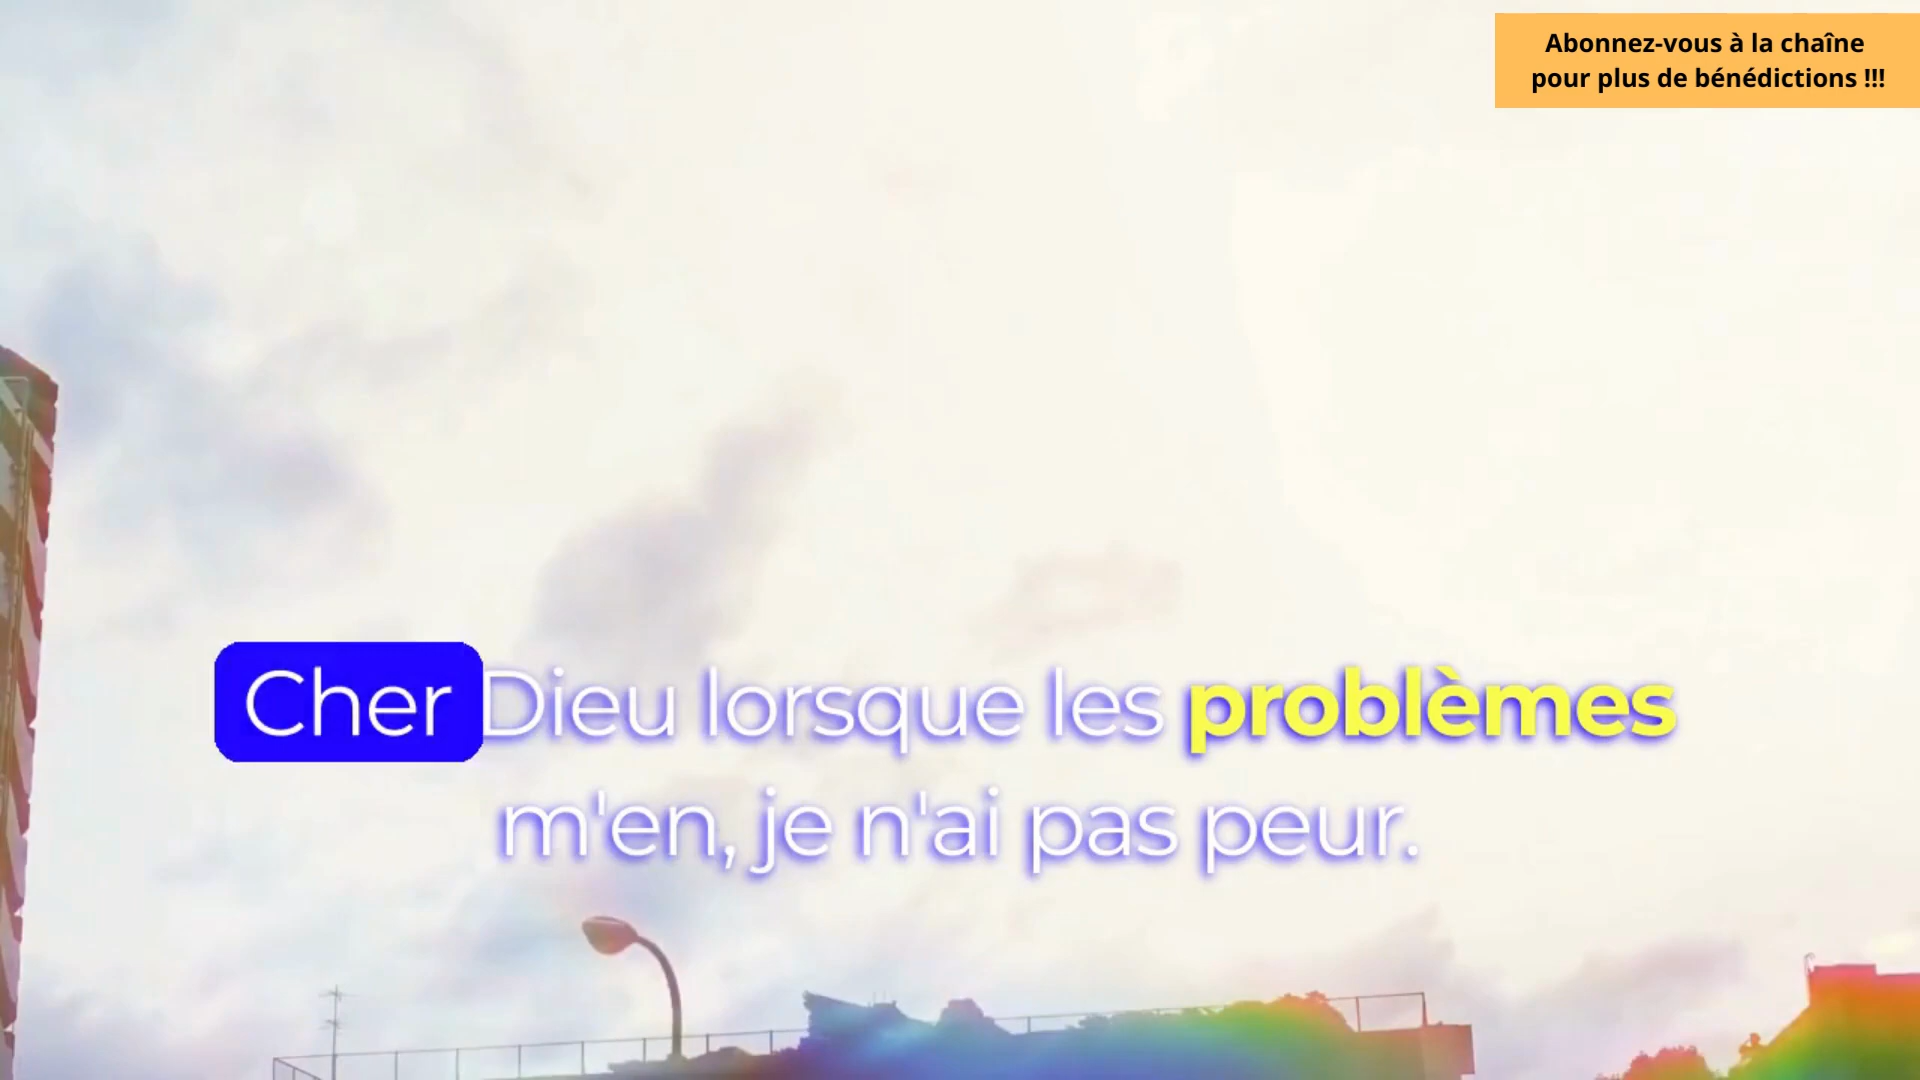 Abonnez-vous à la chaîne
pour plus de bénédictions !!!
Cher Dieu lorsque les problèmes
m'en, je n'ai pas peur.